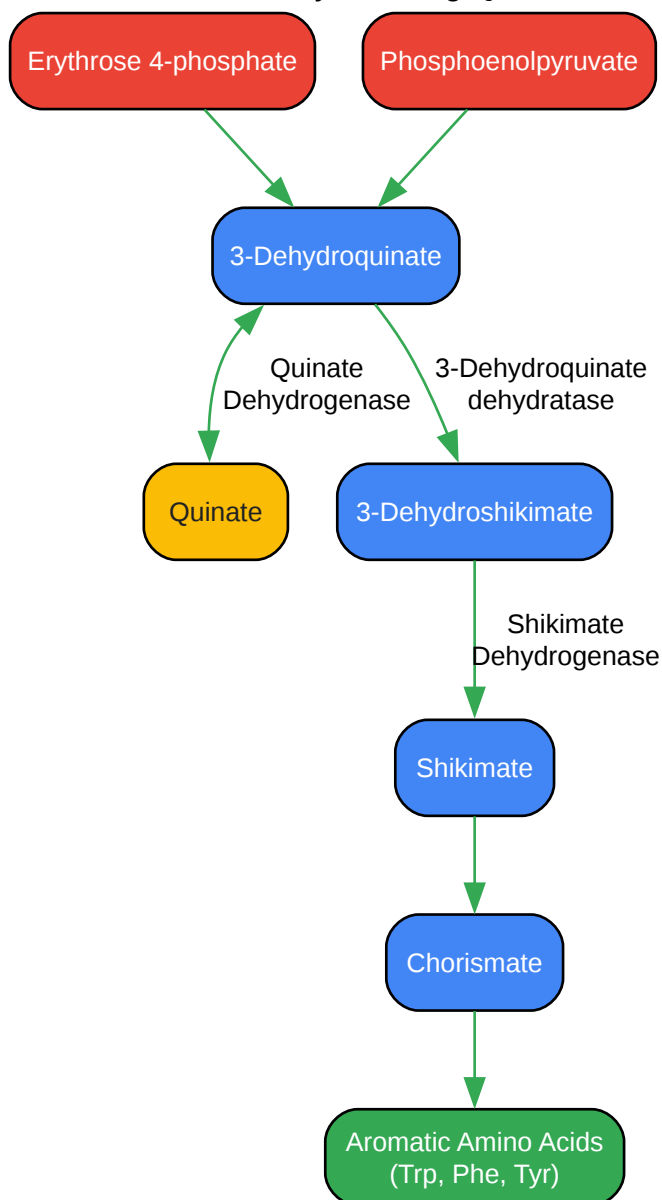 Erythrose 4-phosphate
Phosphoenolpyruvate
3-Dehydroquinate
Quinate
Dehydrogenase
3-Dehydroquinate
dehydratase
Quinate
3-Dehydroshikimate
Shikimate
Dehydrogenase
Shikimate
Chorismate
Aromatic Amino Acids
(Trp, Phe, Tyr)